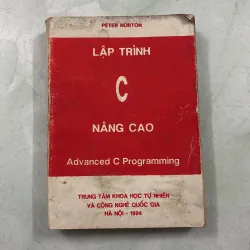 PETER NORTON
LẬP TRÌNH
C
NÂNG CAO
Advanced C Programming
TRUNG TÂM KHOA HỌC TỰ NHIÊN
VÀ CÔNG NGHỆ QUỐC GIA
HÀ NỘI - 1994